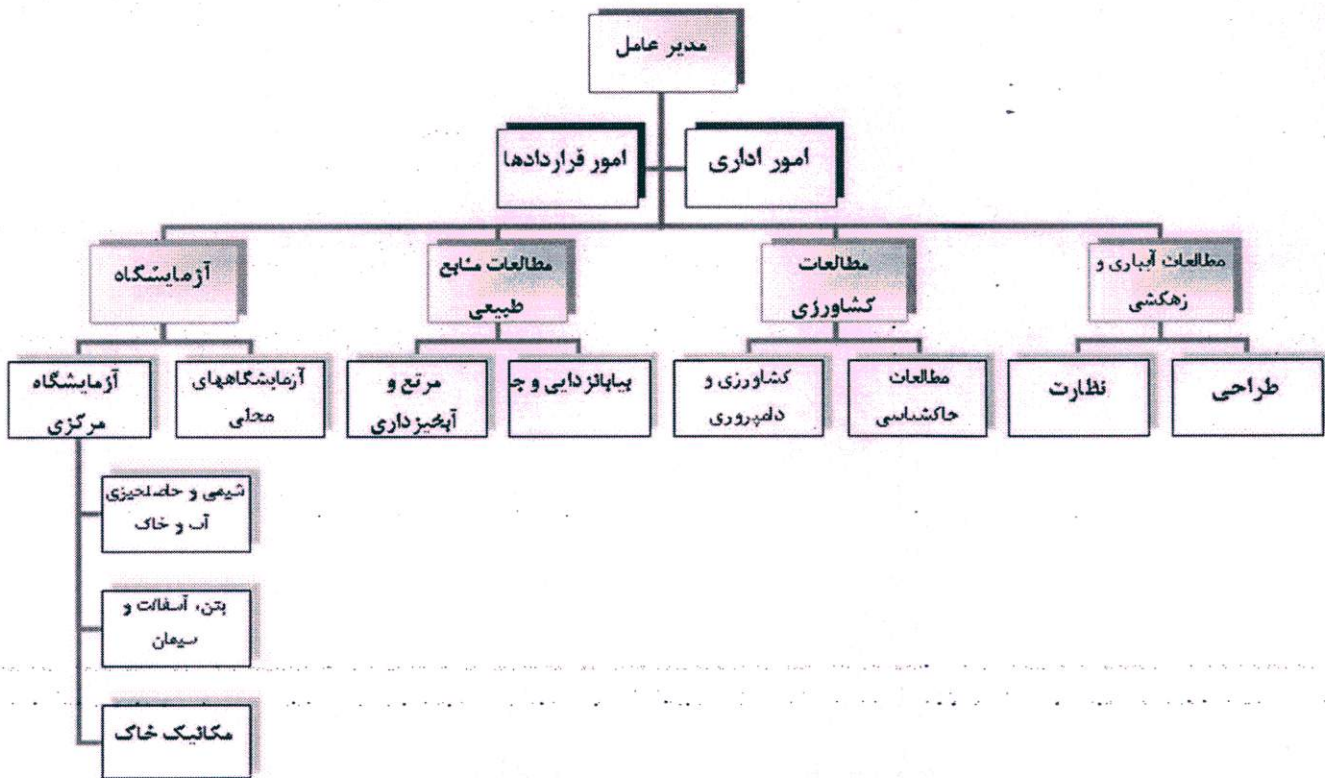 مدیر عامل
امور اداری
امور قراردادها
مطالعات آبیاری و
زهکشی
مطالعات
کشاورزی
مطالعات منابع
طبیعی
آزمایشگاه
طراحی
نظارت
مطالعات
خاکشناسی
کشاورزی و
دامپروری
بیابانزدایی و جـ
مرتع و
آبخیزداری
آزمایشگاههای
محلی
آزمایشگاه
مرکزی
شیمی و حاصلخیزی
آب و خاک
بتن، آسفالت و
سیمان
مکانیک خاک